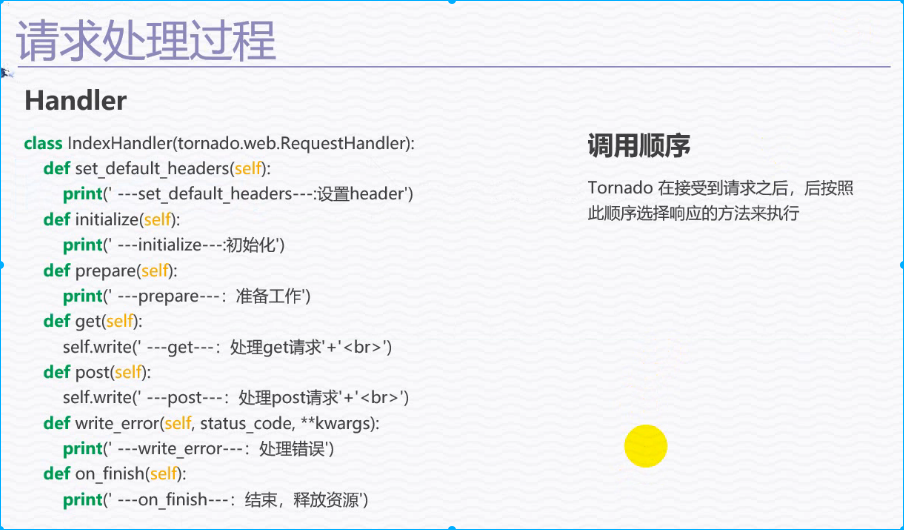 请求处理过程
Handler
class IndexHandler(tornado.web.RequestHandler):
def set_default_headers(self):
print(' ---set_default_headers---:设置header')
def initialize(self):
print(' ---initialize---:初始化')
def prepare(self):
print(' ---prepare---：准备工作')
def get(self):
self.write(' ---get---：处理get请求'+'<br>')
def post(self):
self.write(' ---post---：处理post请求'+'<br>')
def write_error(self, status_code, **kwargs):
print(' ---write_error---：处理错误')
def on_finish(self):
print(' ---on_finish---：结束，释放资源')
调用顺序
Tornado 在接受到请求之后，后按照
此顺序选择响应的方法来执行